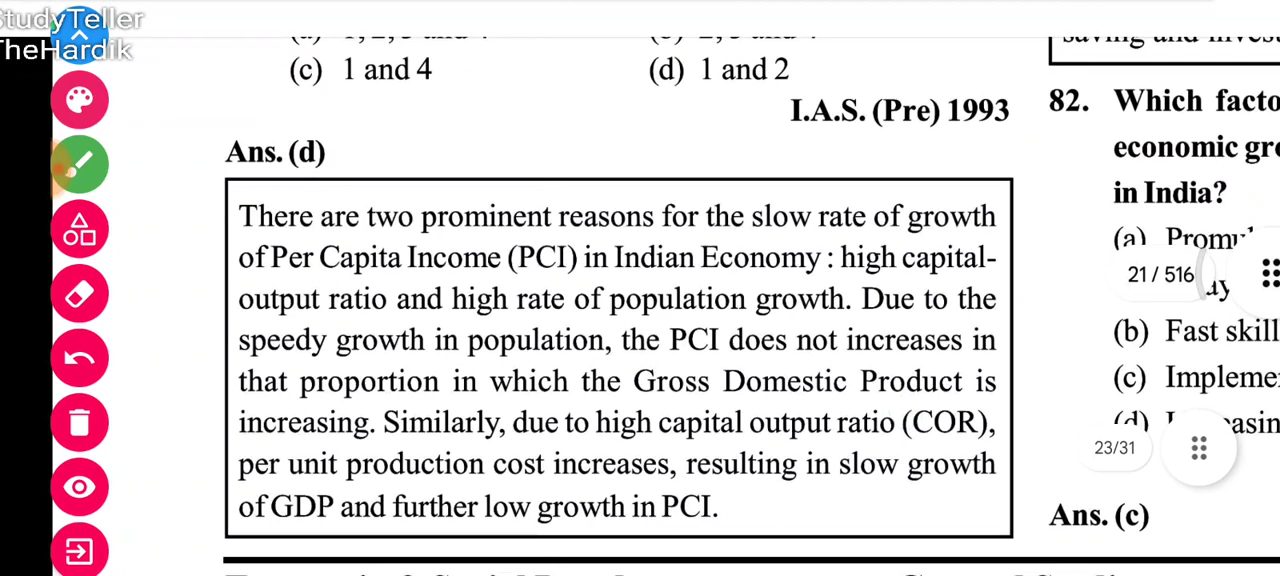 StudyTeller
TheHardik
(c) 1 and 4
(d) 1 and 2
I.A.S. (Pre) 1993
Ans. (d)
There are two prominent reasons for the slow rate of growth
of Per Capita Income (PCI) in Indian Economy : high capital-
output ratio and high rate of population growth. Due to the
speedy growth in population, the PCI does not increases in
that proportion in which the Gross Domestic Product is
increasing. Similarly, due to high capital output ratio (COR),
per unit production cost increases, resulting in slow growth
of GDP and further low growth in PCI.
saving and
82. Which
economic
in India?
(a)
21 / 516
(b) Fast
(c)
(d)
23/31
Ans. (c)